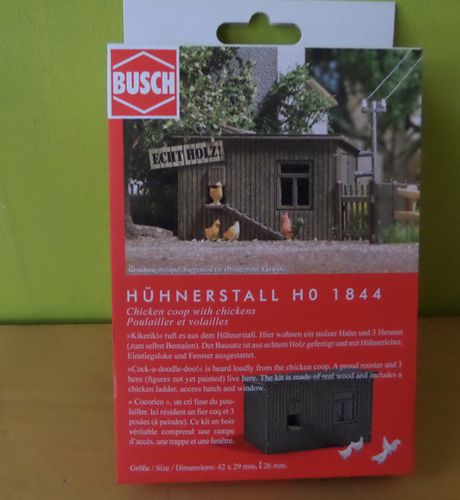 BUSCH
ECHT HOLZ!
Gestaltungsbeispiel. Suggestion for arrangement. Exemple.
HÜHNERSTALL H0 1844
Chicken coop with chickens
Poulailler et volailles
»Kikeriki« ruft es aus dem Hühnerstall. Hier wohnen ein stolzer Hahn und 3 Hennen
(zum selbst Bemalen). Der Bausatz ist aus echtem Holz gefertigt und mit Hühnerleiter,
Einstiegsluke und Fenster ausgestattet.
»Cock-a-doodle-doo!« is heard loudly from the chicken coop. A proud rooster and 3
hens (figures not yet painted) live here. The kit is made of real wood and includes a
chicken ladder, access hatch and window.
« Cocorico », un cri fuse du pou-
lailler. Ici résident un fier coq et 3
poules (à peindre). Ce kit en bois
véritable comprend une rampe
d'accès, une trappe et une fenêtre.
Größe / Size / Dimensions: 42 x 29 mm, 26 mm.